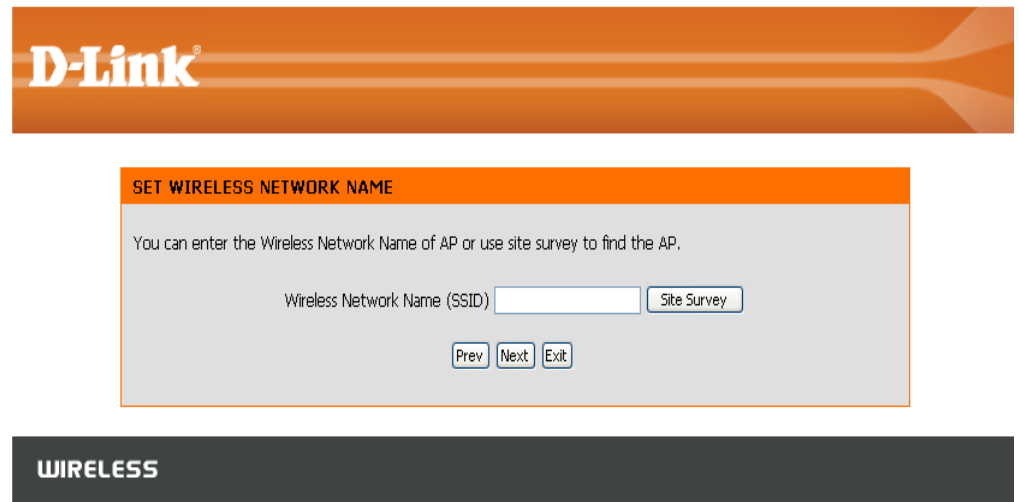 D-Link®
SET WIRELESS NETWORK NAME
You can enter the Wireless Network Name of AP or use site survey to find the AP.
Wireless Network Name (SSID) Site Survey
Prev Next Exit
WIRELESS